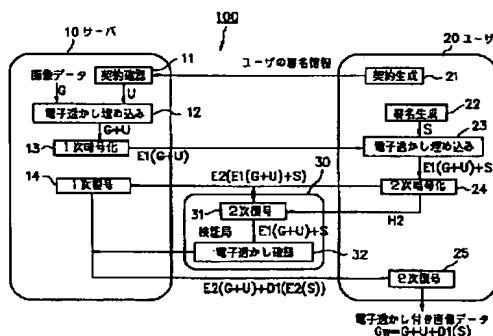 100
10 サーバ
20 ユーザ
画像データ
契約確認
11
ユーザの署名情報
契約生成
21
G
U
12
署名生成
22
電子透かし埋め込み
S
23
G+U
電子透かし埋め込み
13
1次暗号化
E1(G+U)
E1(G+U)+S
14
1次復号
E2(E1(G+U)+S)
2次暗号化
24
30
31
2次復号
H2
検証局
E1(G+U)+S
電子透かし確認
32
25
E2(G+U)+D1(E2(S))
2次復号
電子透かし付き画像データ
Gw=G+U+D1(S)